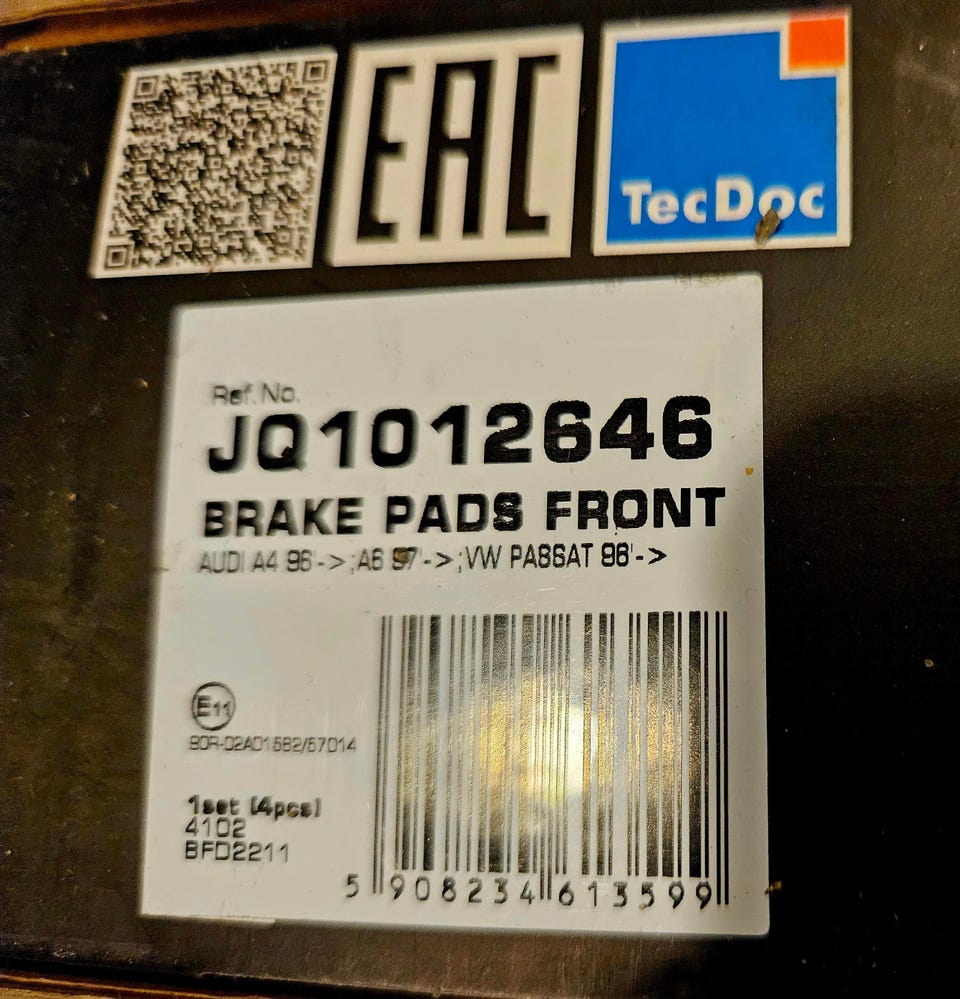 EAC
TecDoc
Ref. No.
JQ1012646
BRAKE PADS FRONT
AUDI A4 96'->;A6 97'->;VW PASSAT 96'->
E11
90R-02A01582/57014
1set (4pcs)
4102
BFD2211
5 908234 613599